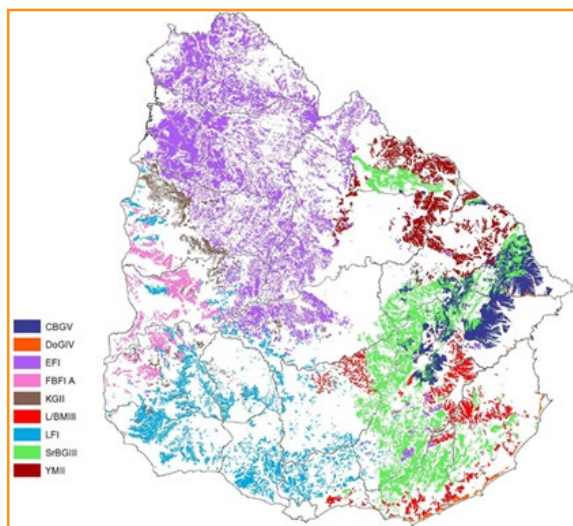 CBGV
DoGIV
EFI
FBFI A
KGII
L/BMIII
LFI
SrBGIII
YMII